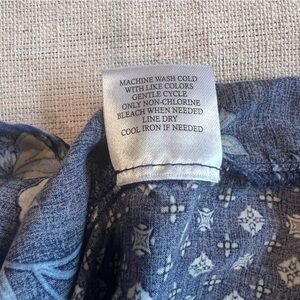 MACHINE WASH COLD
WITH LIKE COLORS
GENTLE CYCLE
ONLY NON-CHLORINE
BLEACH WHEN NEEDED
LINE DRY
COOL IRON IF NEEDED